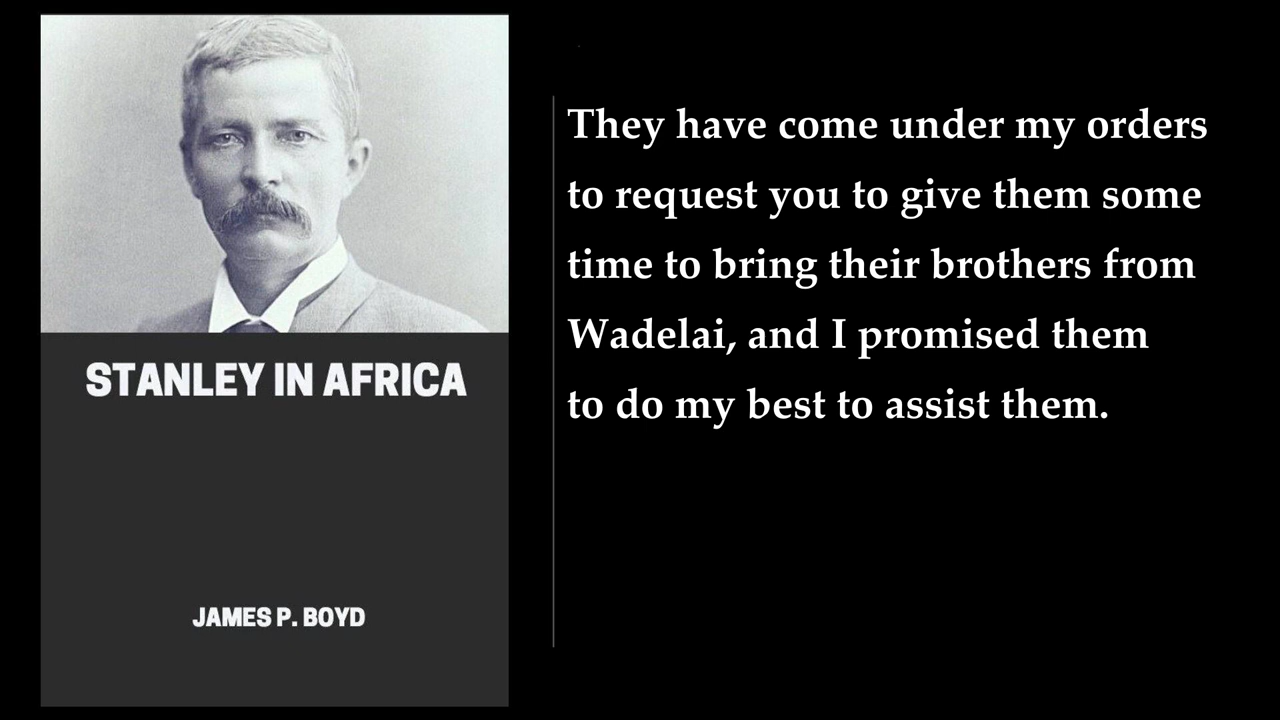 STANLEY IN AFRICA
JAMES P. BOYD
They have come under my orders
to request you to give them some
time to bring their brothers from
Wadelai, and I promised them
to do my best to assist them.